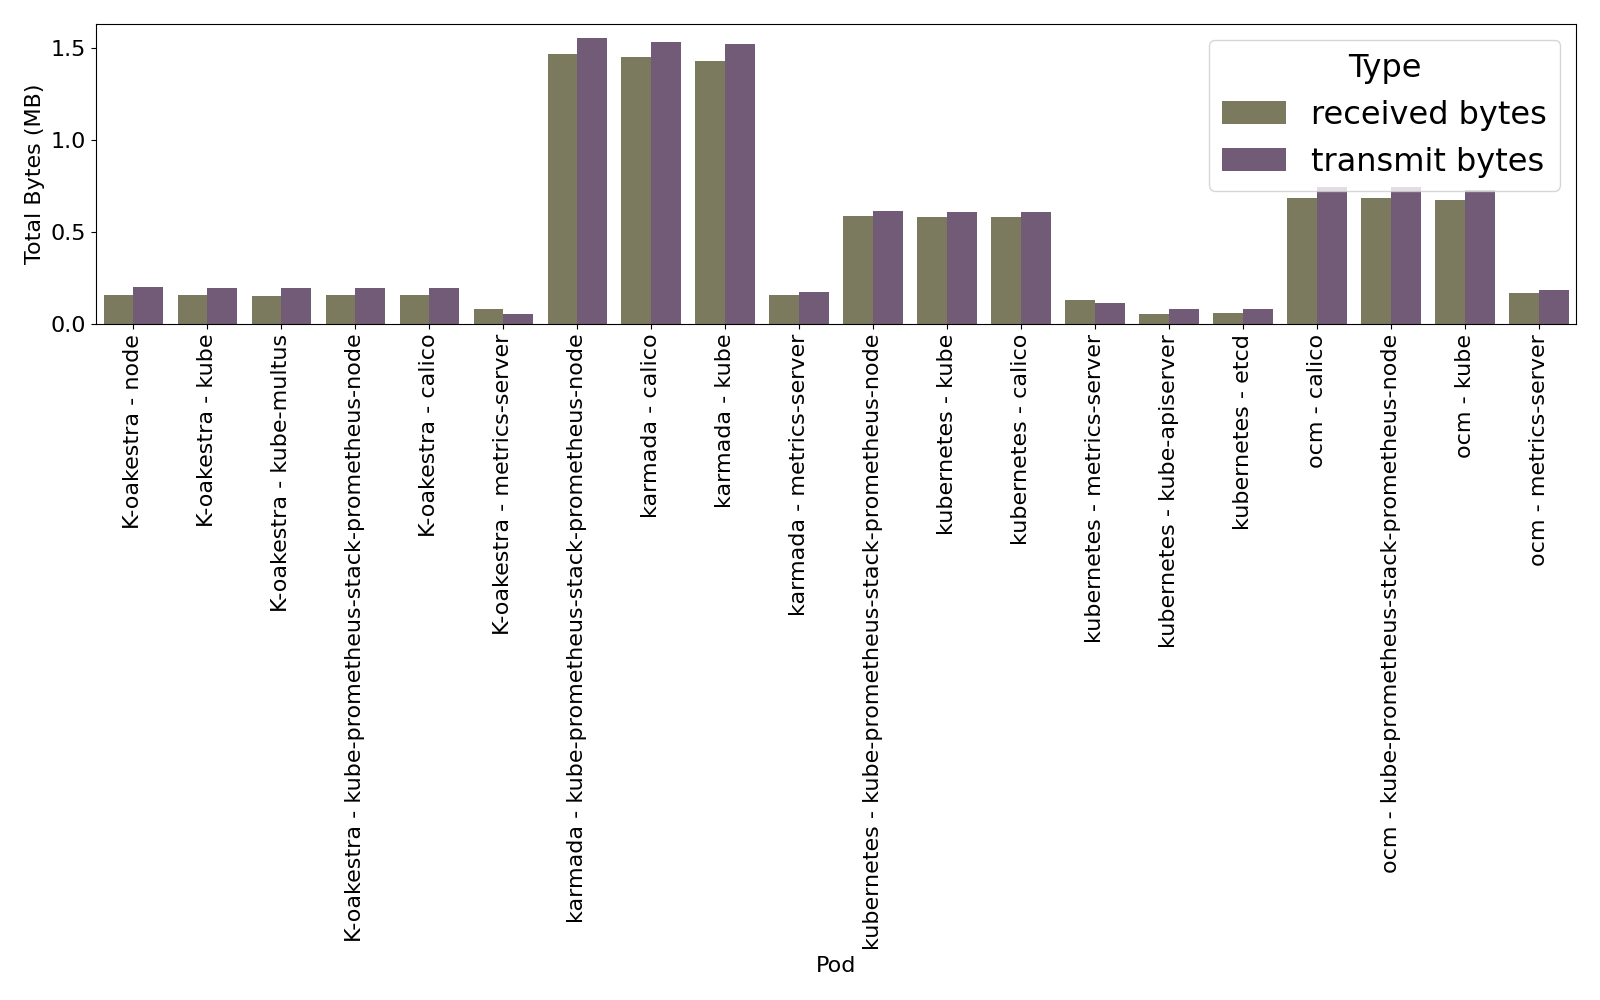 Total Bytes (MB)
1.5
1.0
0.5
0.0
Type
received bytes
transmit bytes
K-oakestra - node
K-oakestra - kube
K-oakestra - kube-multus
K-oakestra - kube-prometheus-stack-prometheus-node
K-oakestra - calico
K-oakestra - metrics-server
karmada - kube-prometheus-stack-prometheus-node
karmada - calico
karmada - kube
karmada - metrics-server
kubernetes - kube-prometheus-stack-prometheus-node
kubernetes - kube
kubernetes - calico
kubernetes - metrics-server
kubernetes - kube-apiserver
kubernetes - etcd
ocm - calico
ocm - kube-prometheus-stack-prometheus-node
ocm - kube
ocm - metrics-server
Pod